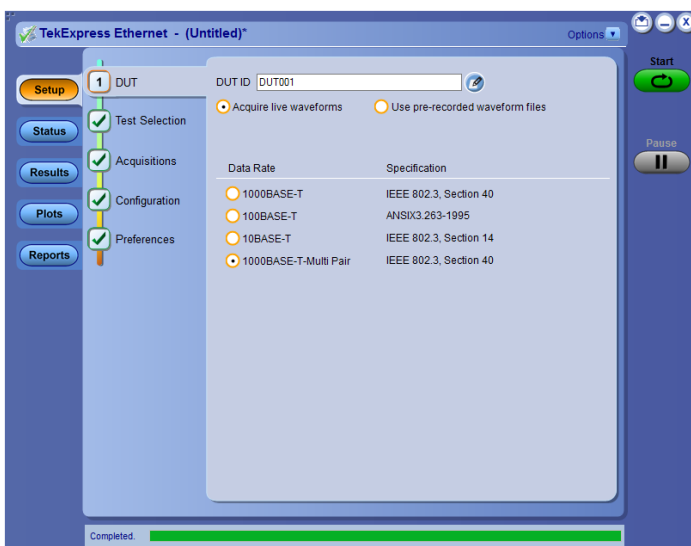 TekExpress Ethernet - (Untitled)*
Options
Start
Pause
Setup
Status
Results
Plots
Reports
1 DUT
Test Selection
Acquisitions
Configuration
Preferences
DUT ID DUT001
Acquire live waveforms Use pre-recorded waveform files
Data Rate Specification
1000BASE-T IEEE 802.3, Section 40
100BASE-T ANSIX3.263-1995
10BASE-T IEEE 802.3, Section 14
1000BASE-T-Multi Pair IEEE 802.3, Section 40
Completed.